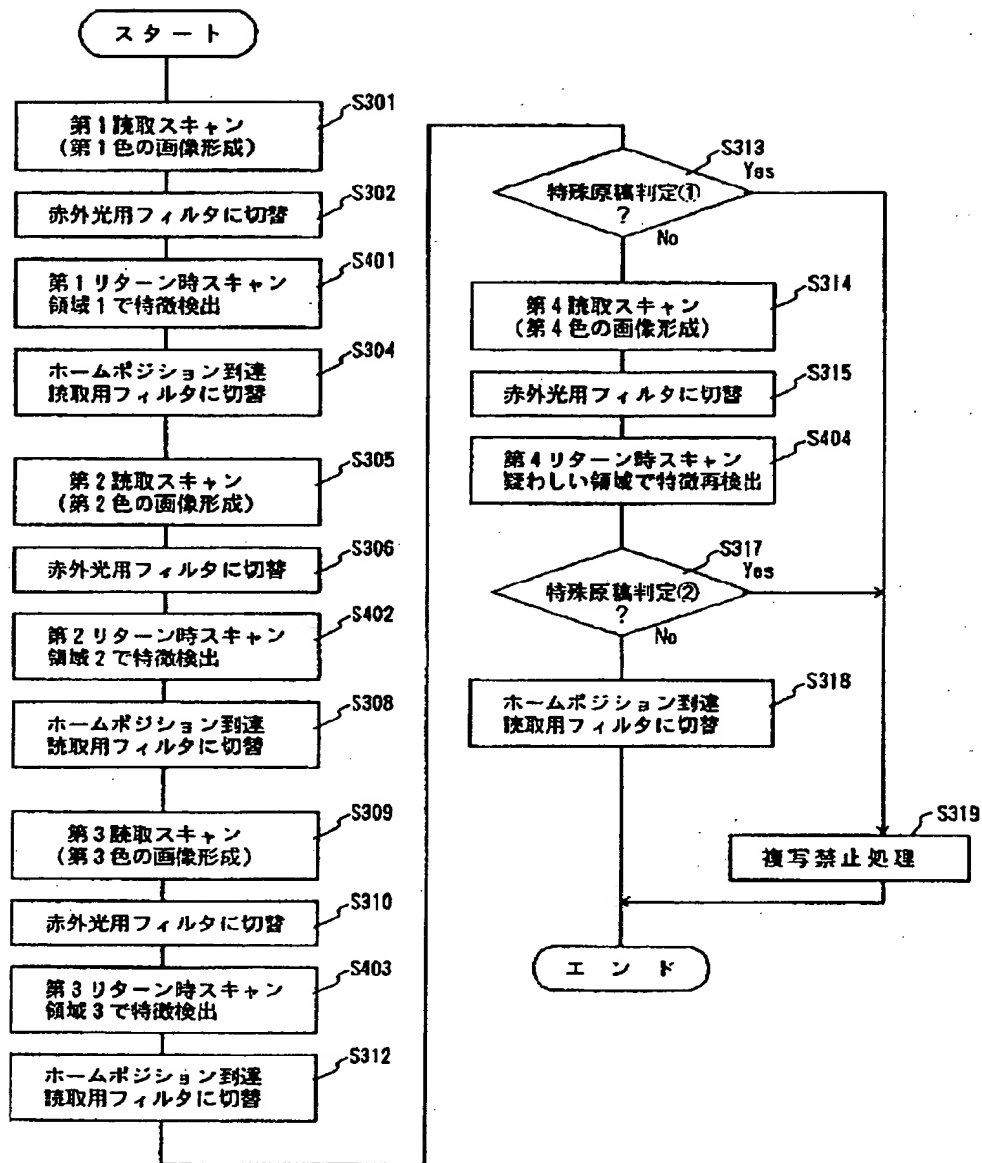 スタート
S301
第1読取スキャン
(第1色の画像形成)
S302
赤外光用フィルタに切替
S401
第1リターン時スキャン
領域1で特徴検出
S304
ホームポジション到達
読取用フィルタに切替
S305
第2読取スキャン
(第2色の画像形成)
S306
赤外光用フィルタに切替
S402
第2リターン時スキャン
領域2で特徴検出
S308
ホームポジション到達
読取用フィルタに切替
S309
第3読取スキャン
(第3色の画像形成)
S310
赤外光用フィルタに切替
S403
第3リターン時スキャン
領域3で特徴検出
S312
ホームポジション到達
読取用フィルタに切替
S313
特殊原稿判定①
?
Yes
No
S314
第4読取スキャン
(第4色の画像形成)
S315
赤外光用フィルタに切替
S404
第4リターン時スキャン
疑わしい領域で特徴再検出
S317
特殊原稿判定②
?
Yes
No
S318
ホームポジション到達
読取用フィルタに切替
S319
複写禁止処理
エンド